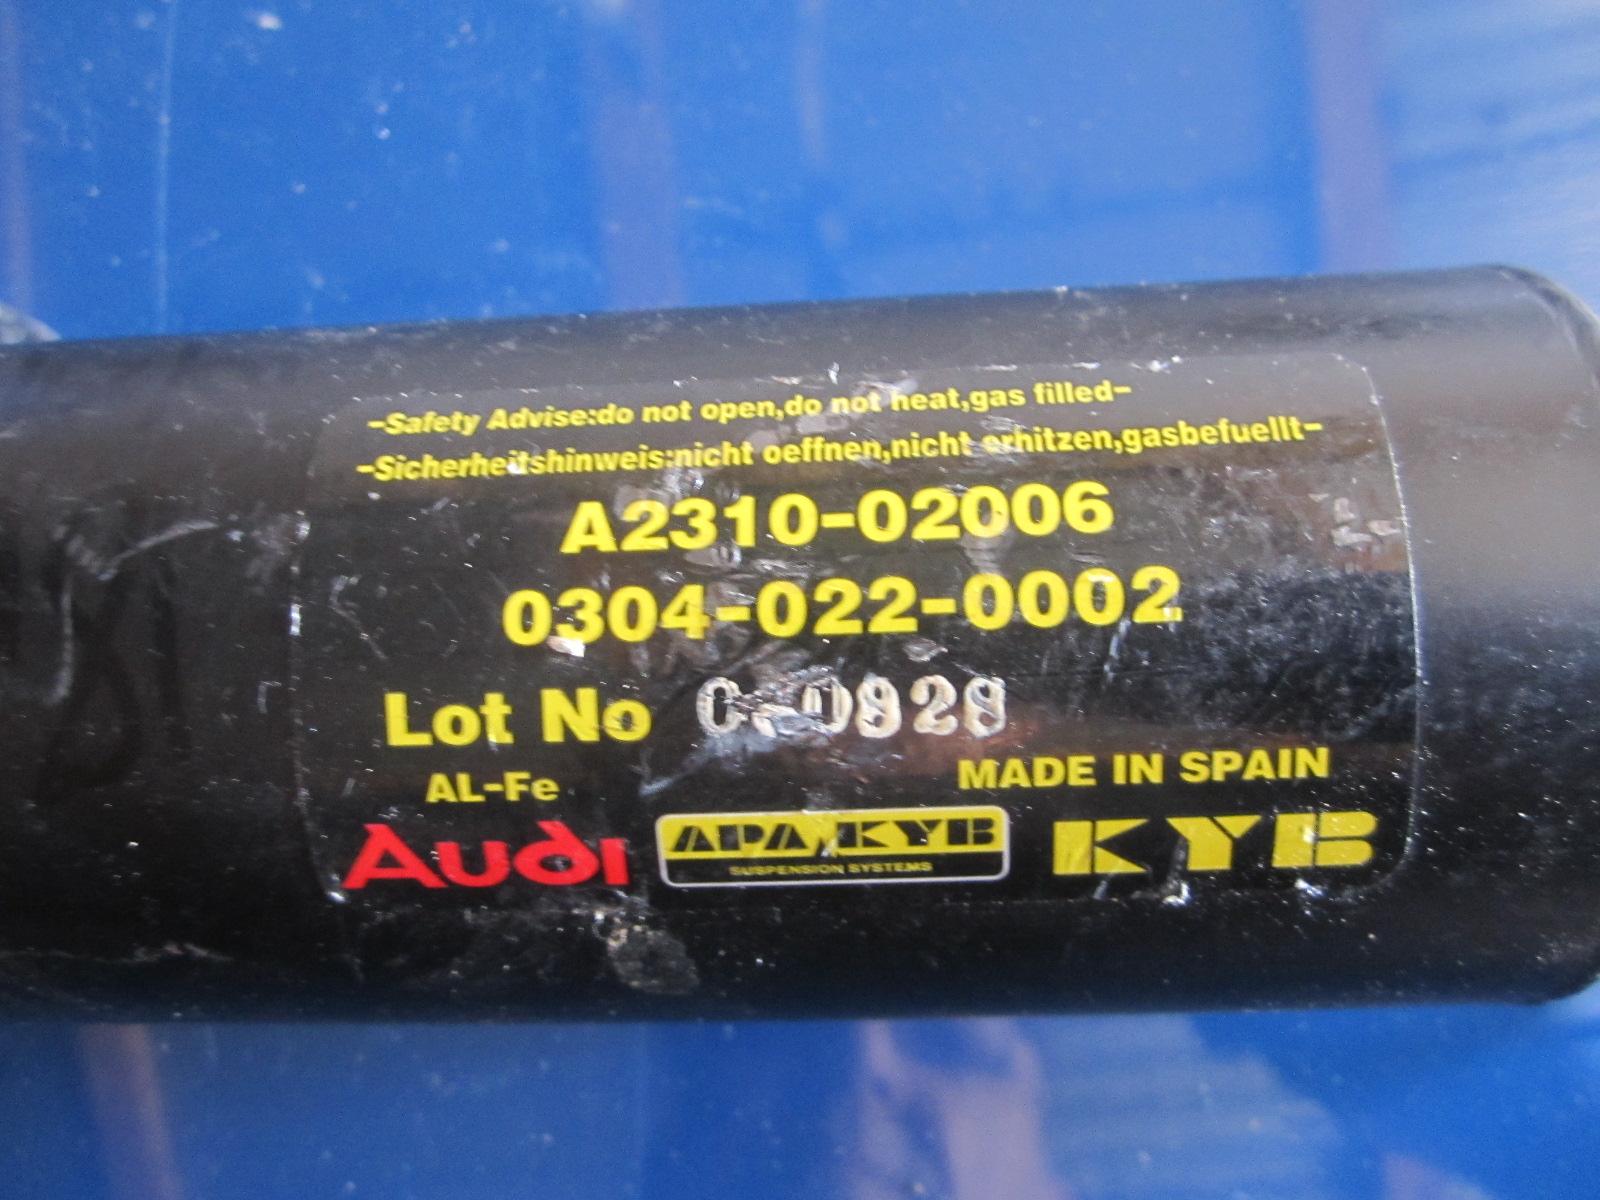 -Safety Advise:do not open,do not heat,gas filled-
-Sicherheitshinweis:nicht oeffnen,nicht erhitzen,gasbefuellt-
A2310-02006
0304-022-0002
Lot No
AL-Fe
MADE IN SPAIN
Audi
APA KYB
SUSPENSION SYSTEMS
KYB